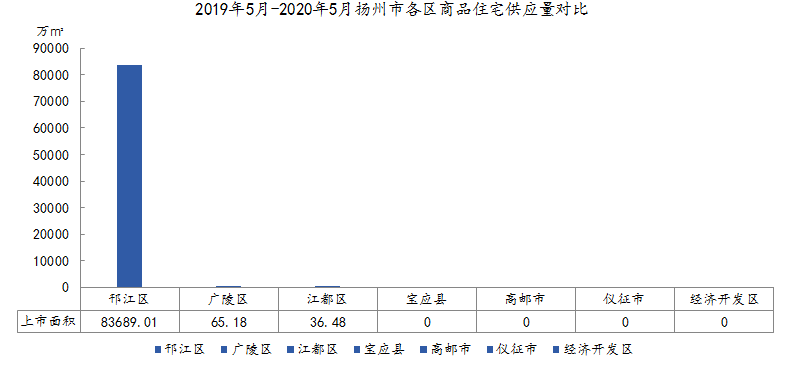 2019年5月-2020年5月扬州市各区商品住宅供应量对比
万㎡
90000
80000
70000
60000
50000
40000
30000
20000
10000
0
邗江区 广陵区 江都区 宝应县 高邮市 仪征市 经济开发区
上市面积 83689.01 65.18 36.48 0 0 0 0
邗江区 广陵区 江都区 宝应县 高邮市 仪征市 经济开发区